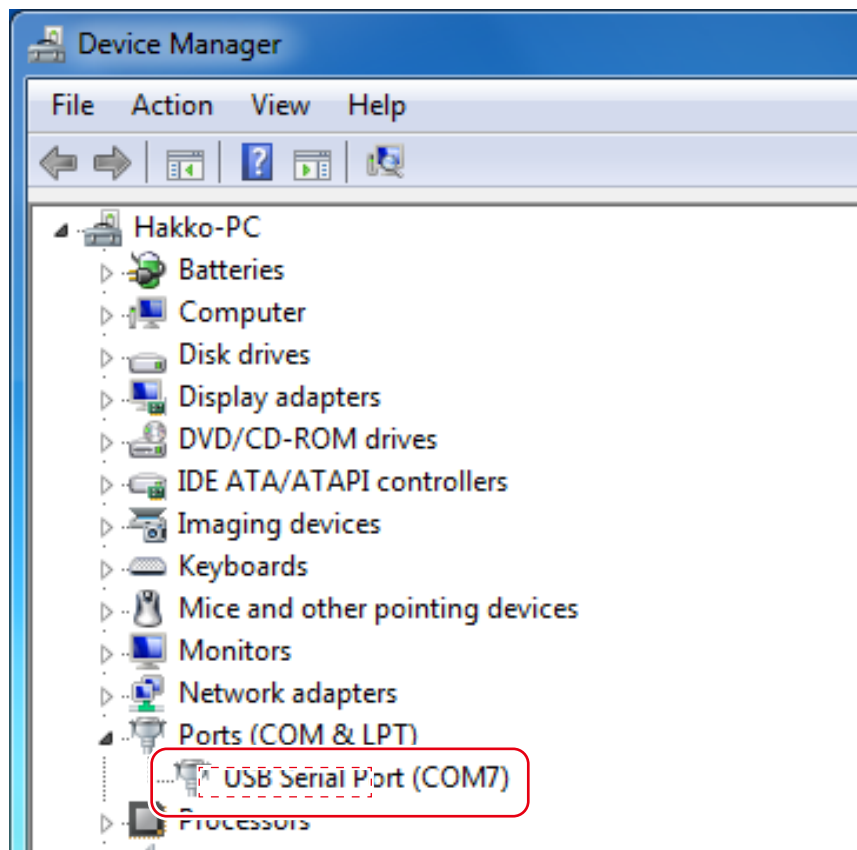 Device Manager
File Action View Help
Hakko-PC
Batteries
Computer
Disk drives
Display adapters
DVD/CD-ROM drives
IDE ATA/ATAPI controllers
Imaging devices
Keyboards
Mice and other pointing devices
Monitors
Network adapters
Ports (COM & LPT)
USB Serial Port (COM7)
Processors